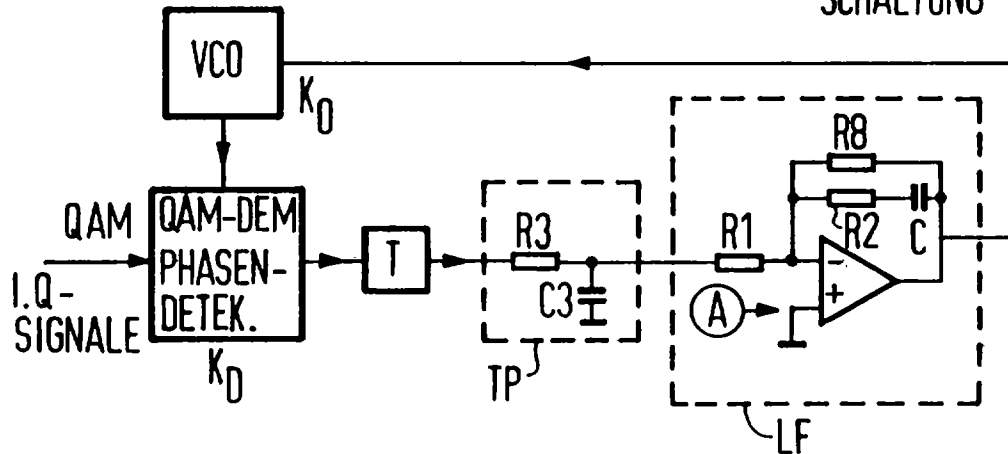 SCHALTUNG
VCO
K0
QAM
I.Q-
SIGNALE
QAM-DEM
PHASEN-
DETEK.
KD
T
R3
C3
TP
R1
R8
R2
C
-
+
A
LF